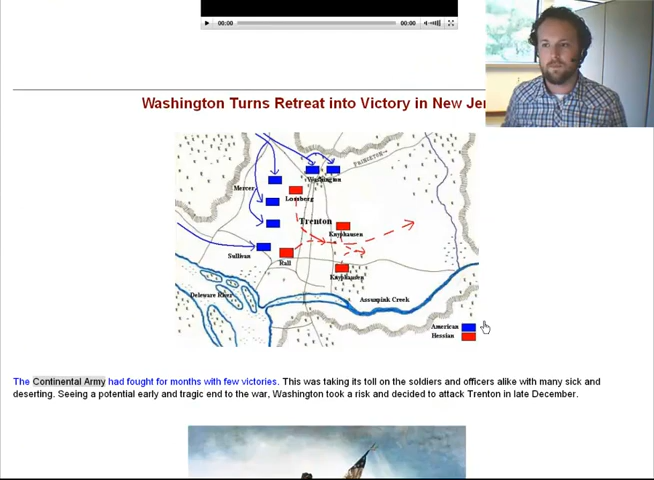 00:00
00:00
Washington Turns Retreat into Victory in New Jer
PRINCETON
Mercer
Washington
Lossberg
Trenton
Knyphausen
Sullivan
Rall
Knyphausen
Delaware River
Assunpink Creek
American
Hessian
The Continental Army had fought for months with few victories. This was taking its toll on the soldiers and officers alike with many sick and
deserting. Seeing a potential early and tragic end to the war, Washington took a risk and decided to attack Trenton in late December.